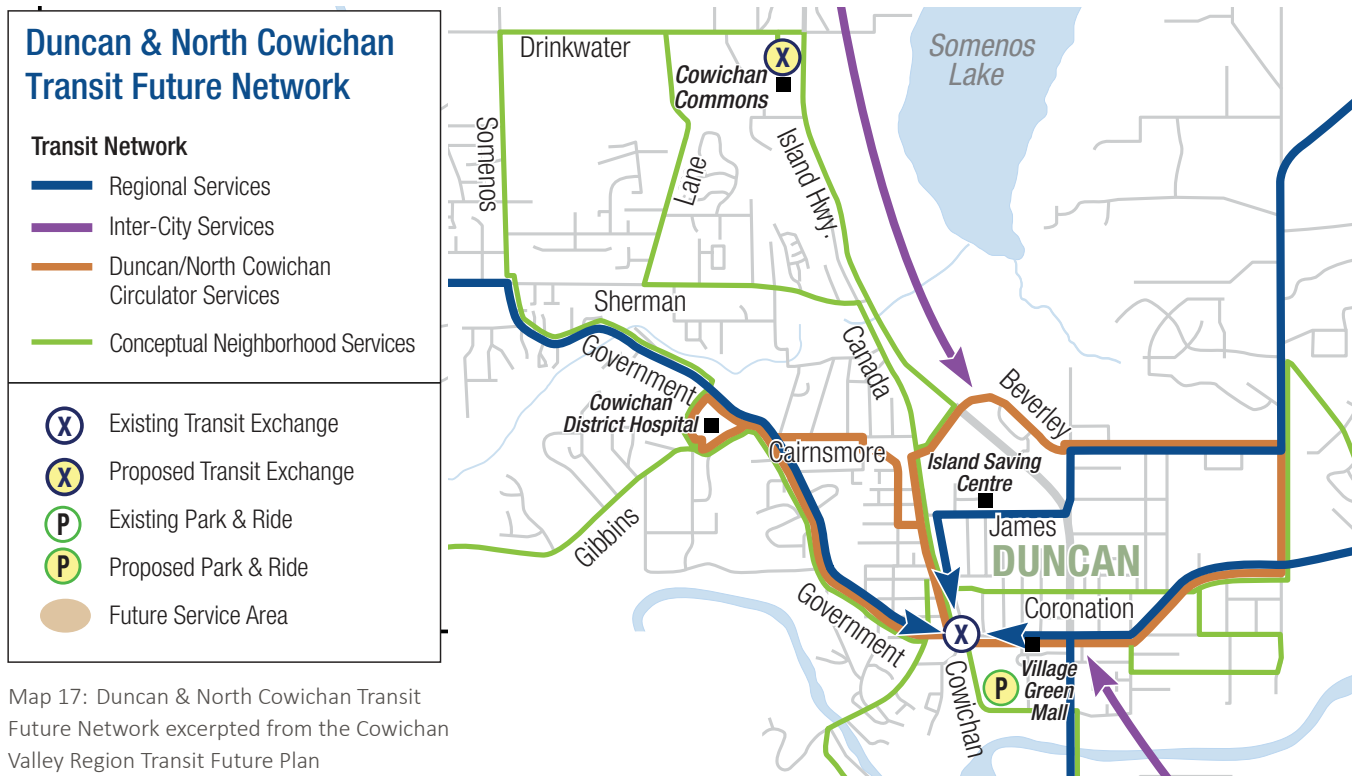 Duncan & North Cowichan
Transit Future Network
Transit Network
Regional Services
Inter-City Services
Duncan/North Cowichan
Circulator Services
Conceptual Neighborhood Services
X
Existing Transit Exchange
X
Proposed Transit Exchange
P
Existing Park & Ride
P
Proposed Park & Ride
Future Service Area
Map 17: Duncan & North Cowichan Transit
Future Network excerpted from the Cowichan
Valley Region Transit Future Plan
Drinkwater
X
Cowichan
Commons
Somenos
Lake
Somenos
Lane
Island Hwy.
Sherman
Government
Canada
Beverley
Cowichan
District Hospital
Cairnsmore
Island Saving
Centre
James
Gibbins
DUNCAN
Government
Coronation
X
Cowichan
P
Village
Green
Mall